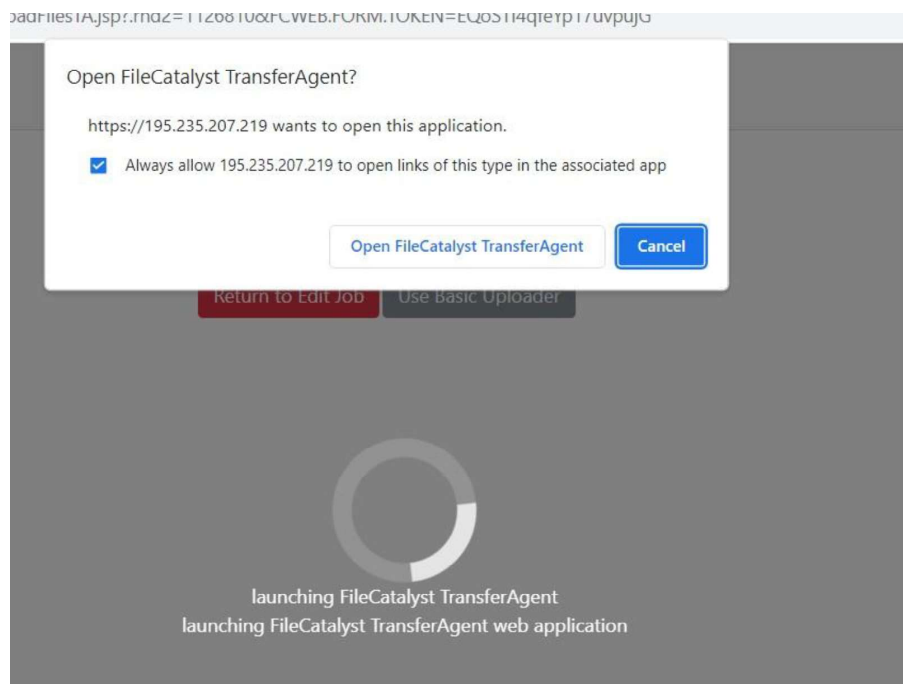 Open FileCatalyst TransferAgent?
https://195.235.207.219 wants to open this application.
Always allow 195.235.207.219 to open links of this type in the associated app
Open FileCatalyst TransferAgent
Cancel
Return to Edit Job
Use Basic Uploader
launching FileCatalyst TransferAgent
launching FileCatalyst TransferAgent web application